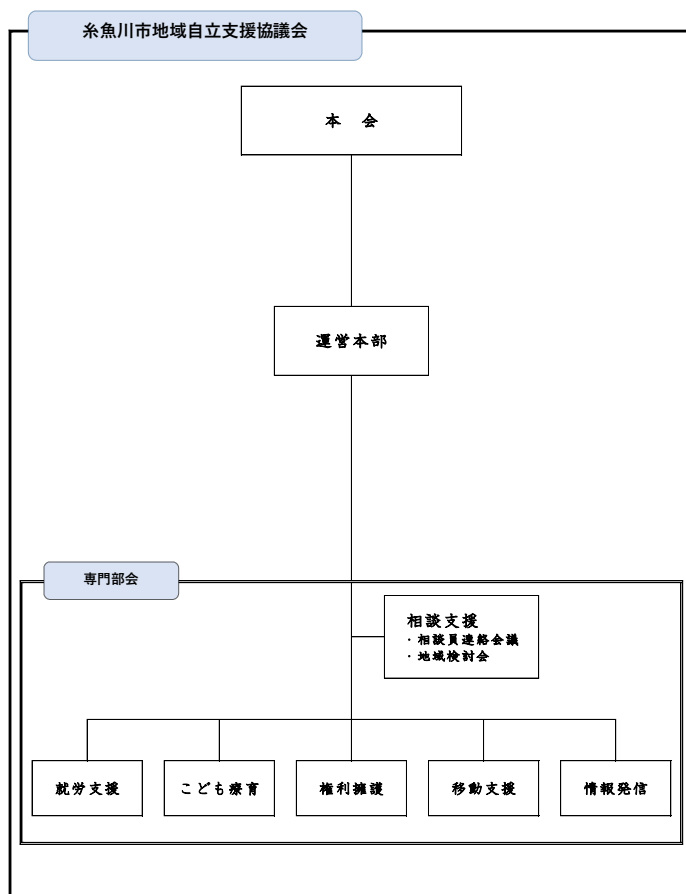 糸魚川市地域自立支援協議会
本　会
運営本部
専門部会
相談支援
・相談員連絡会議
・地域検討会
就労支援
こども療育
権利擁護
移動支援
情報発信